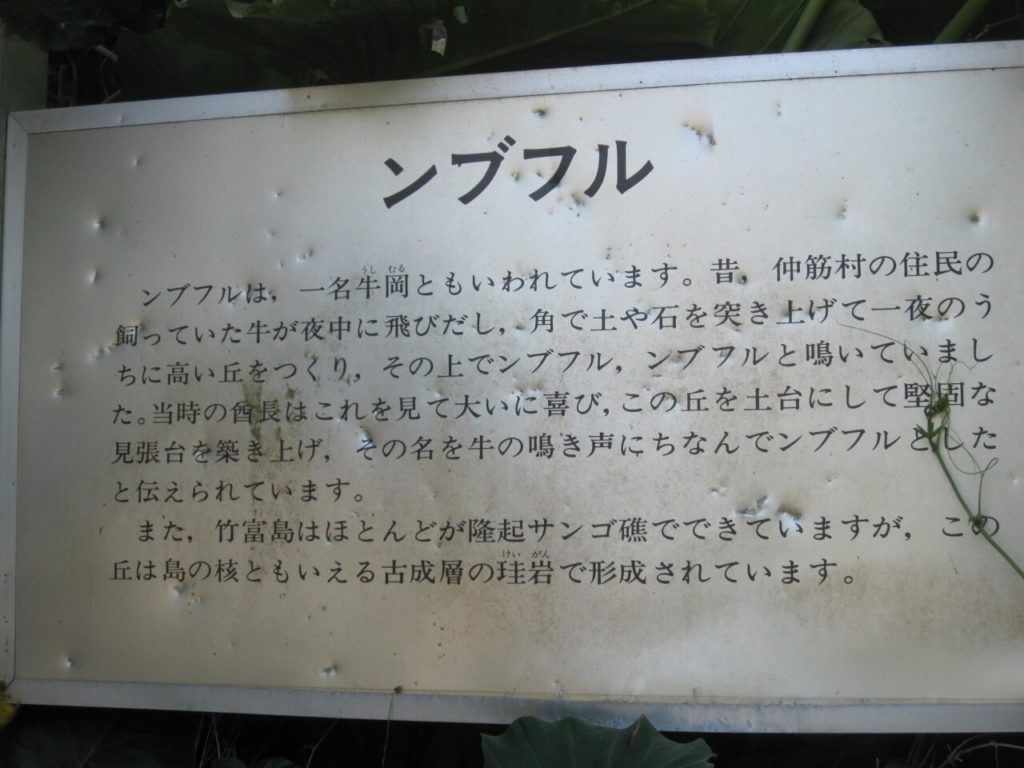 ンブフル
ンブフルは，一名牛岡ともいわれています。昔，仲筋村の住民の
うし むる
飼っていた牛が夜中に飛びだし，角で土や石を突き上げて一夜のう
ちに高い丘をつくり，その上でンブフル，ンブフルと鳴いていまし
た。当時の酋長はこれを見て大いに喜び，この丘を土台にして堅固な
見張台を築き上げ，その名を牛の鳴き声にちなんでンブフルとした
と伝えられています。
また，竹富島はほとんどが隆起サンゴ礁でできていますが，この
丘は島の核ともいえる古成層の珪岩で形成されています。
けい がん